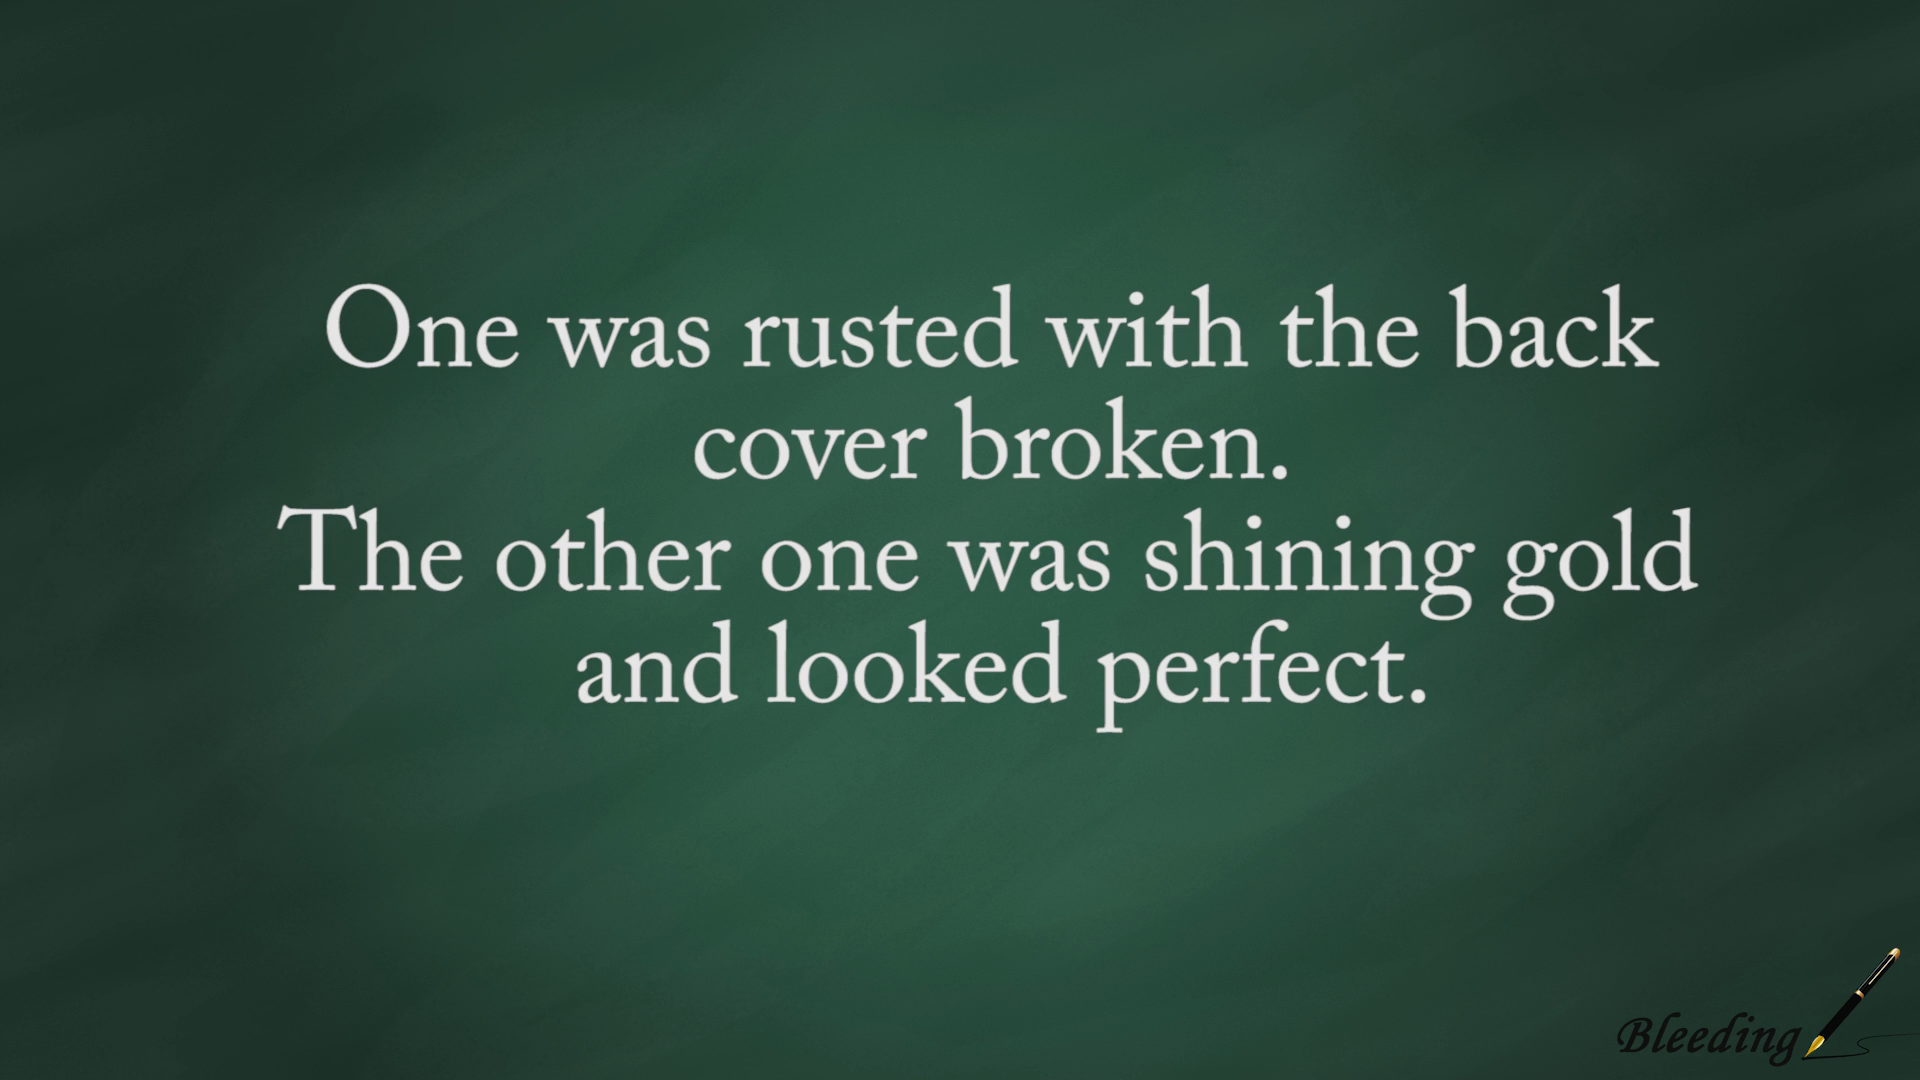 One was rusted with the back
cover broken.
The other one was shining gold
and looked perfect.
Bleeding